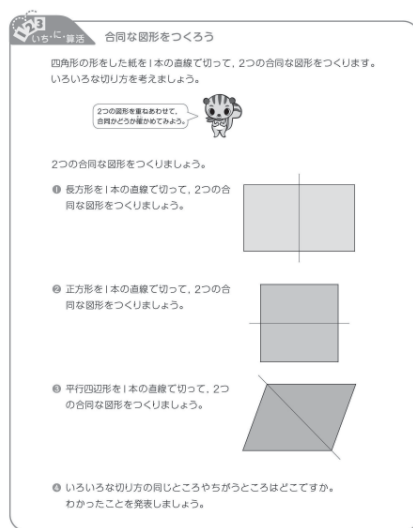 123
いち・に・算活
合同な図形をつくろう
四角形の形をした紙を1本の直線で切って，2つの合同な図形をつくります。
いろいろな切り方を考えましょう。
2つの図形を重ねあわせて，
合同かどうか確かめてみよう。
2つの合同な図形をつくりましょう。
❶ 長方形を1本の直線で切って，2つの合
同な図形をつくりましょう。
❷ 正方形を1本の直線で切って，2つの合
同な図形をつくりましょう。
❸ 平行四辺形を1本の直線で切って，2つ
の合同な図形をつくりましょう。
❹ いろいろな切り方の同じところやちがうところはどこですか。
わかったことを発表しましょう。